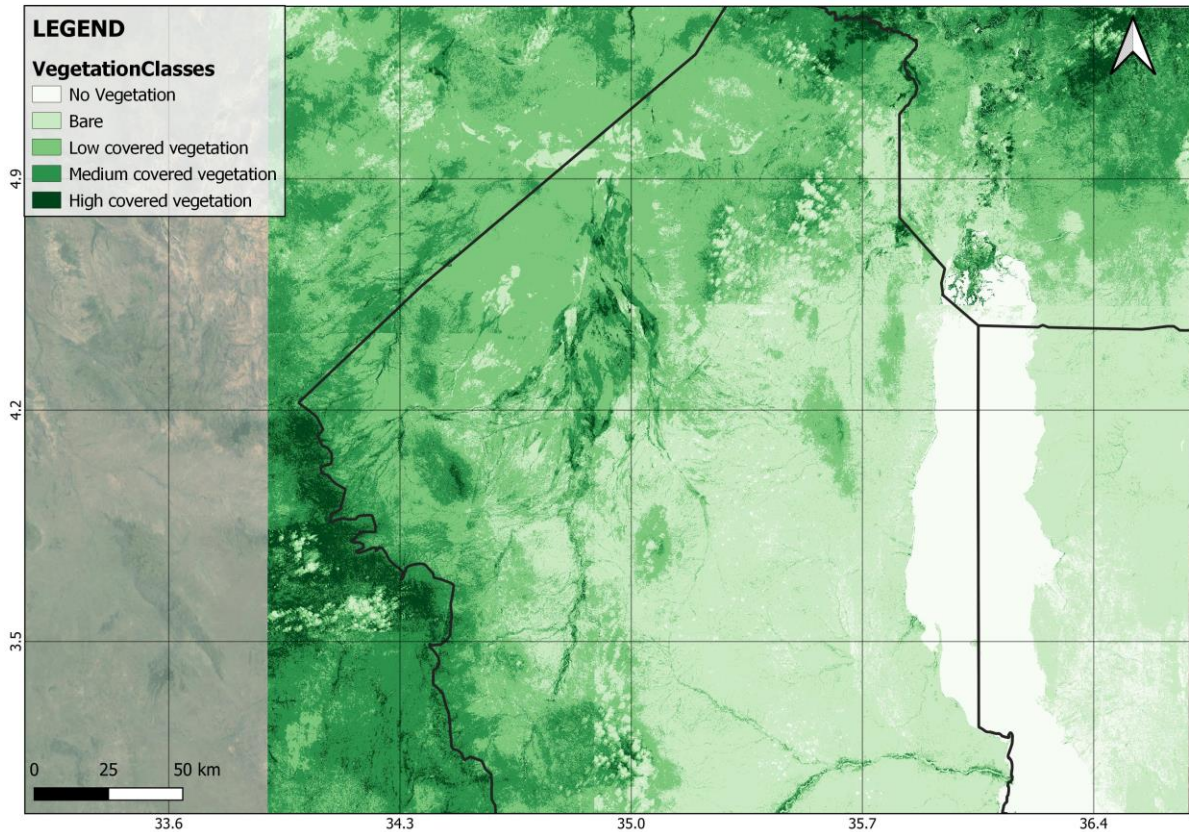 LEGEND
VegetationClasses
No Vegetation
Bare
Low covered vegetation
Medium covered vegetation
High covered vegetation
4.9
4.2
3.5
0 25 50 km
33.6 34.3 35.0 35.7 36.4